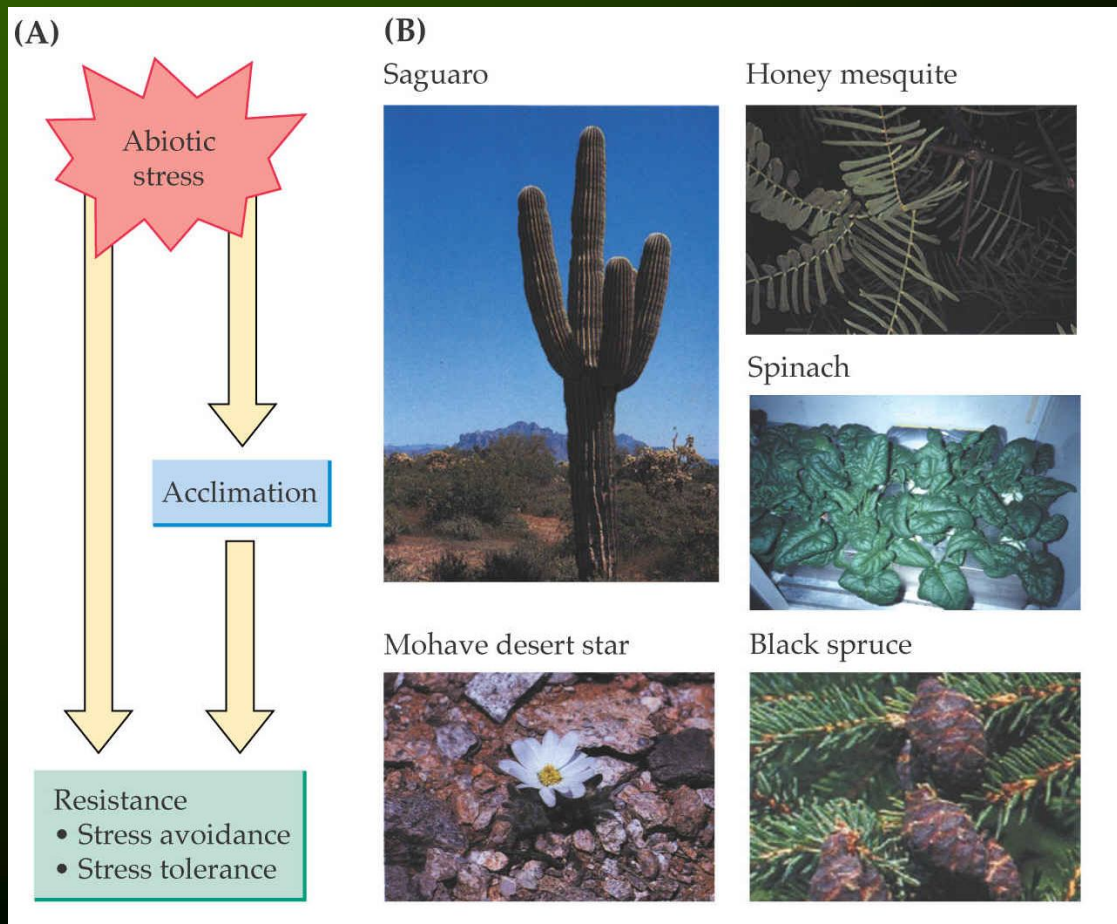 (A)
Abiotic
stress
Acclimation
Resistance
• Stress avoidance
• Stress tolerance
(B)
Saguaro
Honey mesquite
Spinach
Mohave desert star
Black spruce